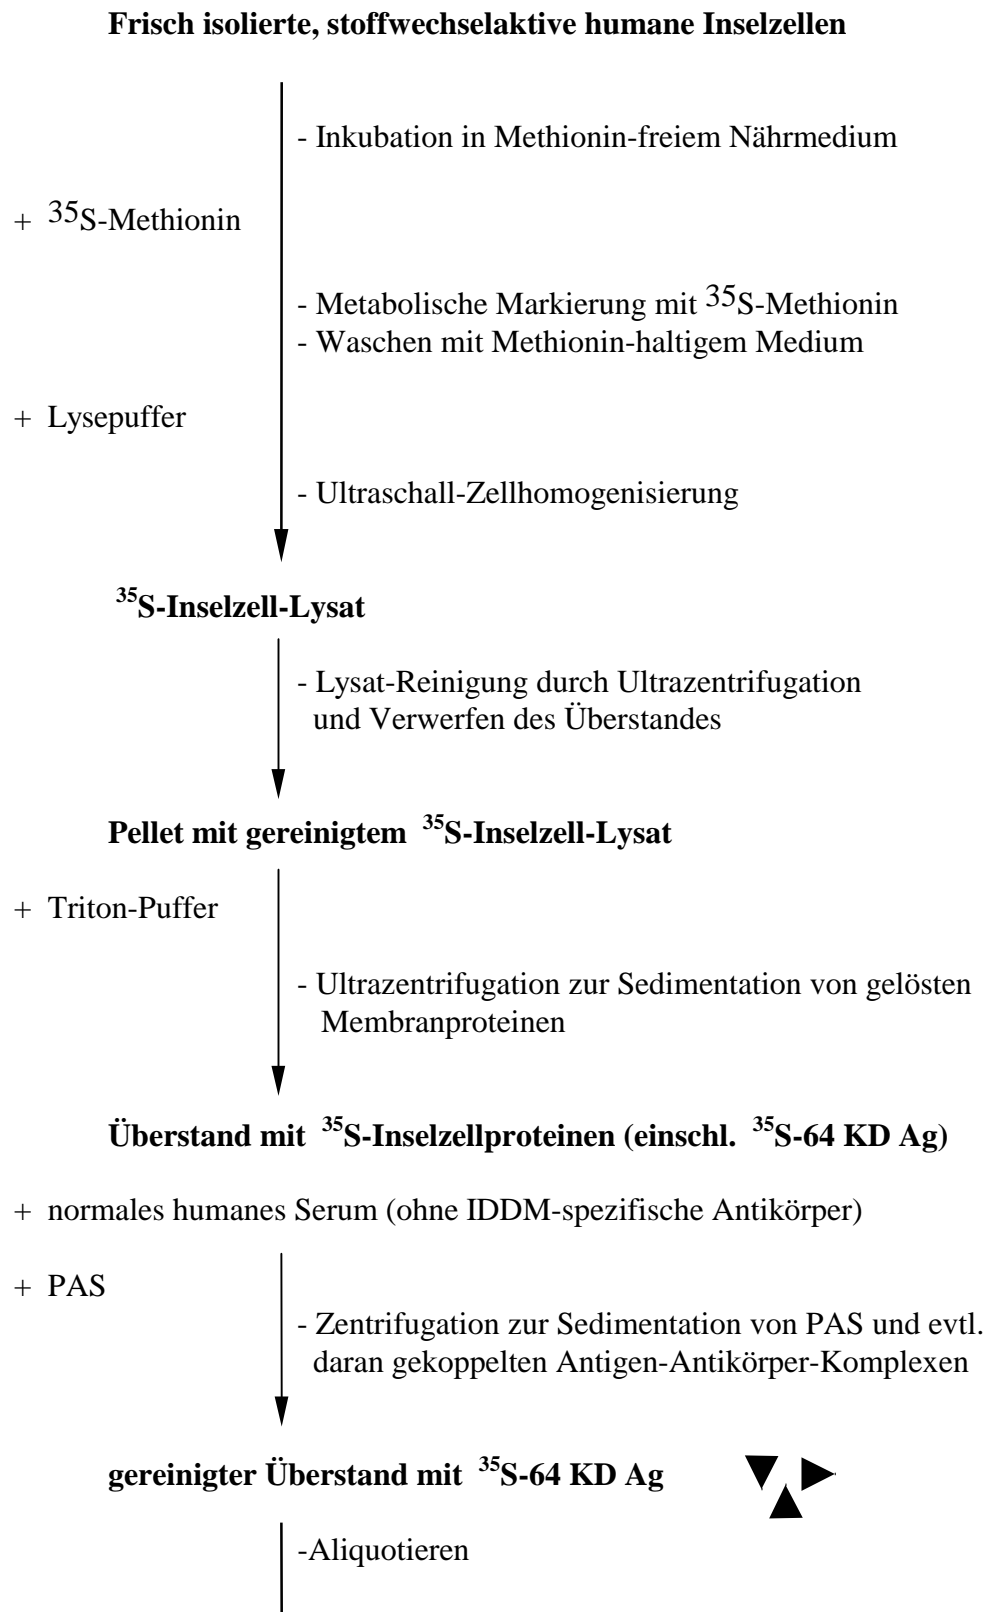 Frisch isolierte, stoffwechselaktive humane Inselzellen
- Inkubation in Methionin-freiem Nährmedium
+ 35S-Methionin
- Metabolische Markierung mit 35S-Methionin
- Waschen mit Methionin-haltigem Medium
+ Lysepuffer
- Ultraschall-Zellhomogenisierung
35S-Inselzell-Lysat
- Lysat-Reinigung durch Ultrazentrifugation
und Verwerfen des Überstandes
Pellet mit gereinigtem 35S-Inselzell-Lysat
+ Triton-Puffer
- Ultrazentrifugation zur Sedimentation von gelösten
Membranproteinen
Überstand mit 35S-Inselzellproteinen (einschl. 35S-64 KD Ag)
+ normales humanes Serum (ohne IDDM-spezifische Antikörper)
+ PAS
- Zentrifugation zur Sedimentation von PAS und evtl.
daran gekoppelten Antigen-Antikörper-Komplexen
gereinigter Überstand mit 35S-64 KD Ag
-Aliquotieren